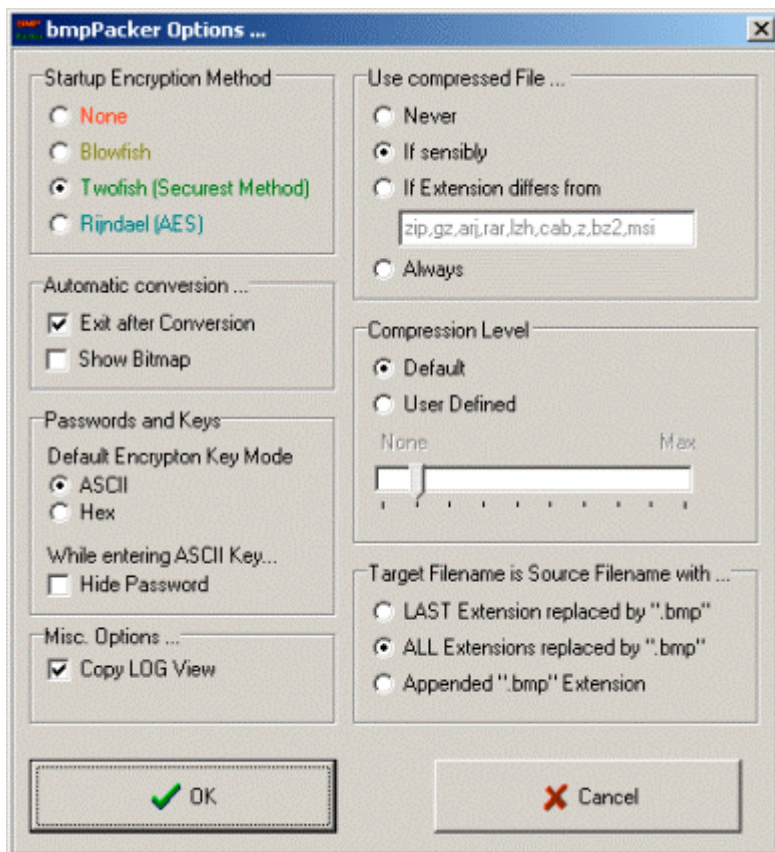 bmpPacker Options ...
Startup Encryption Method
None
Blowfish
Twofish (Securest Method)
Rijndael (AES)
Automatic conversion ...
Exit after Conversion
Show Bitmap
Passwords and Keys
Default Encrypton Key Mode
ASCII
Hex
While entering ASCII Key...
Hide Password
Misc. Options ...
Copy LOG View
Use compressed File ...
Never
If sensibly
If Extension differs from
zip,gz,arj,rar,lzh,cab,z,bz2,msi
Always
Compression Level
Default
User Defined
None Max
Target Filename is Source Filename with ...
LAST Extension replaced by ".bmp"
ALL Extensions replaced by ".bmp"
Appended ".bmp" Extension
OK
Cancel